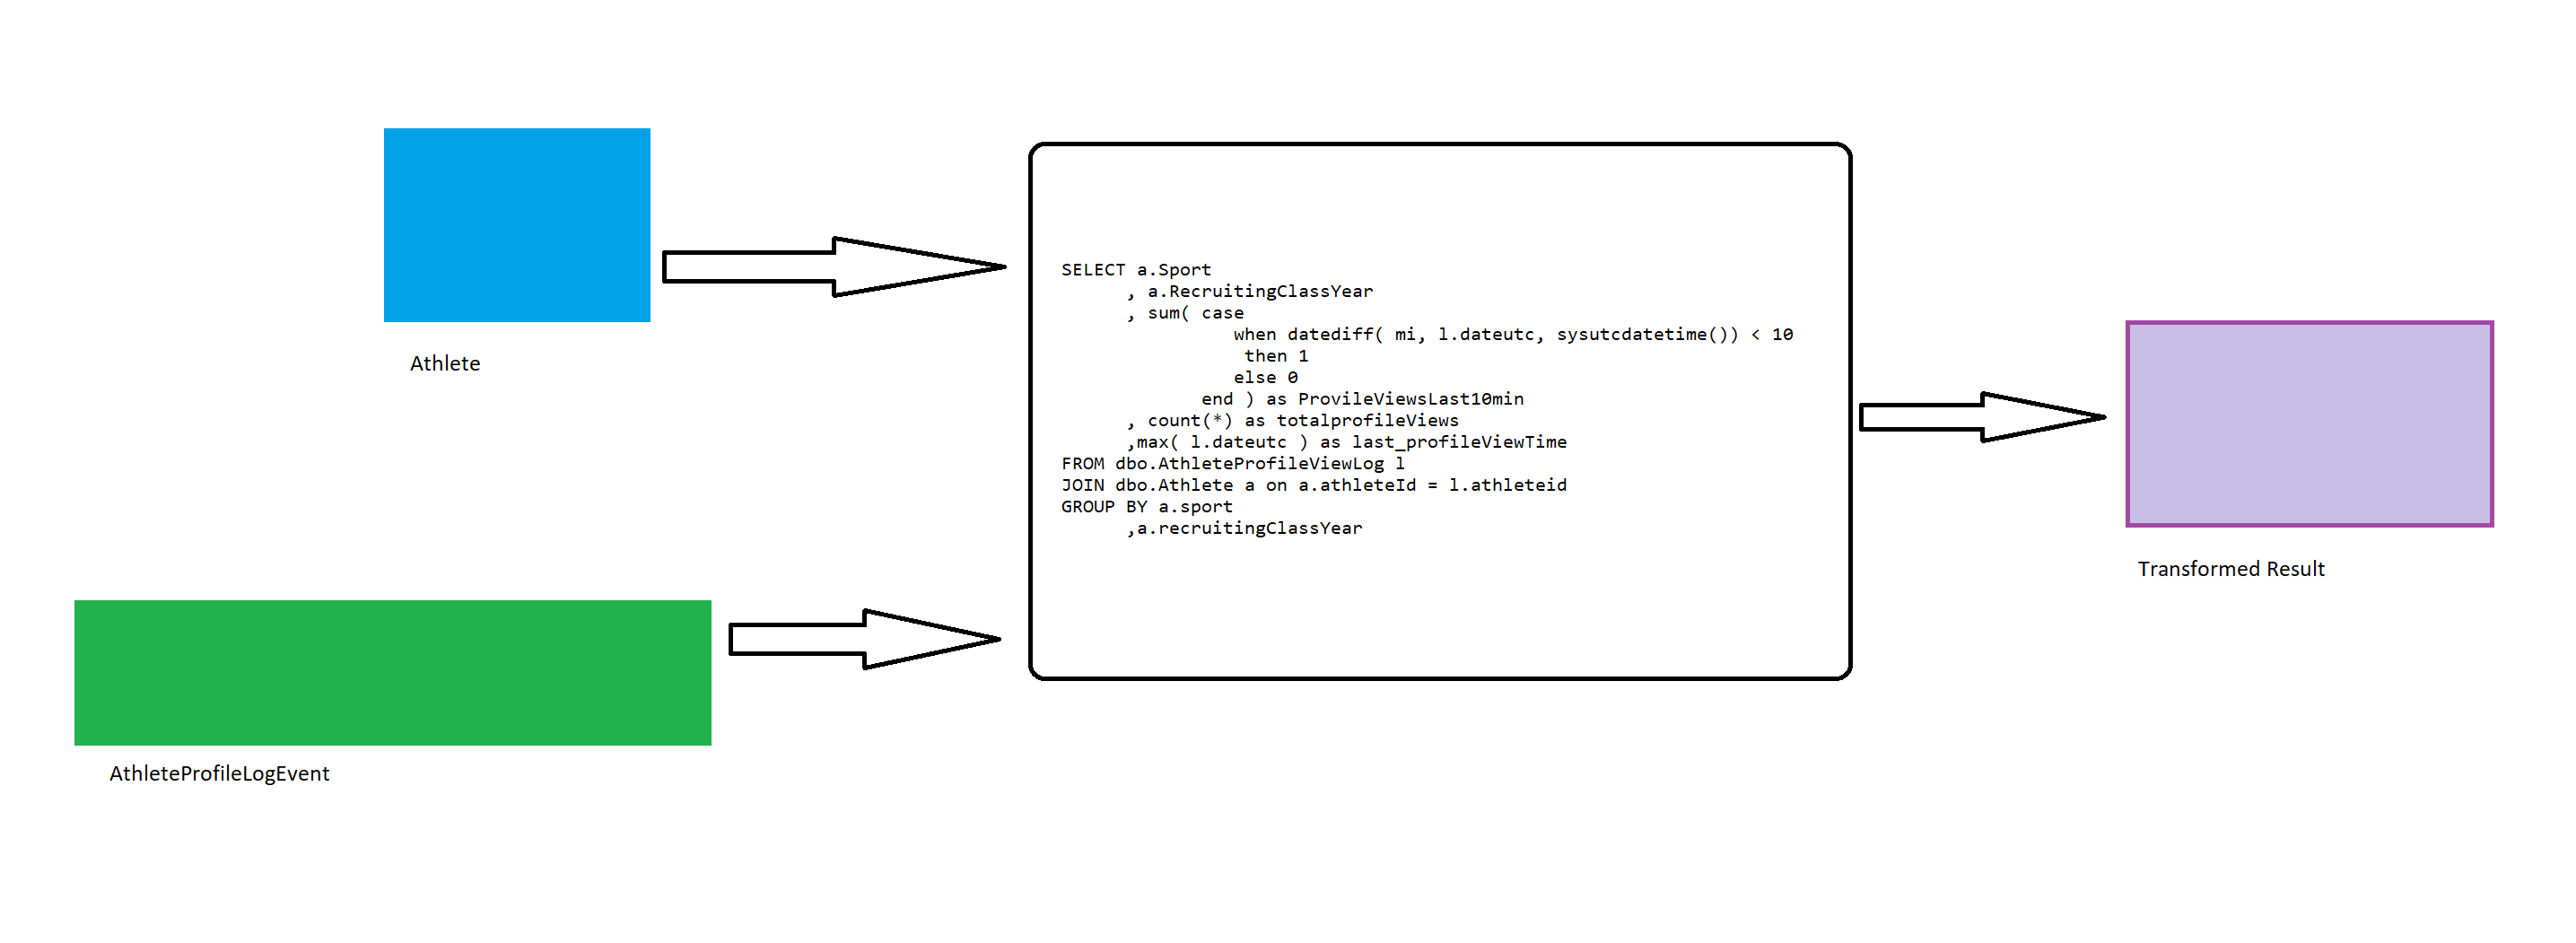 Athlete
AthleteProfileLogEvent
SELECT a.Sport
, a.RecruitingClassYear
, sum( case
when datediff( mi, l.dateutc, sysutcdatetime()) < 10
then 1
else 0
end ) as ProvileViewsLast10min
, count(*) as totalprofileViews
,max( l.dateutc ) as last_profileViewTime
FROM dbo.AthleteProfileViewLog l
JOIN dbo.Athlete a on a.athleteId = l.athleteid
GROUP BY a.sport
,a.recruitingClassYear
Transformed Result